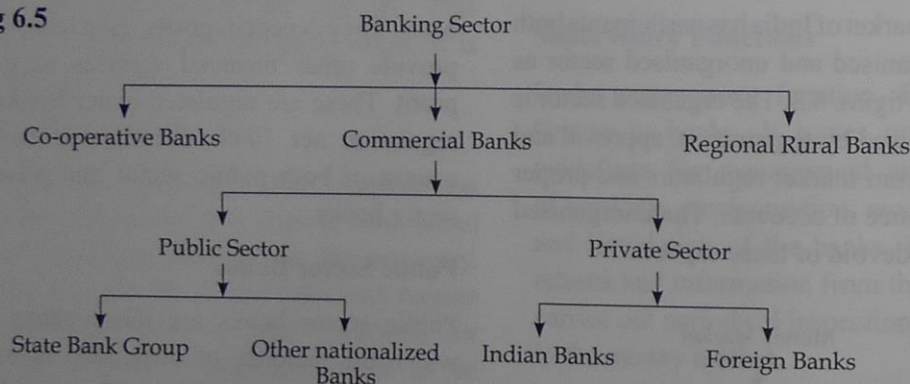 g 6.5
Banking Sector
Co-operative Banks
Commercial Banks
Regional Rural Banks
Public Sector
Private Sector
State Bank Group
Other nationalized
Banks
Indian Banks
Foreign Banks